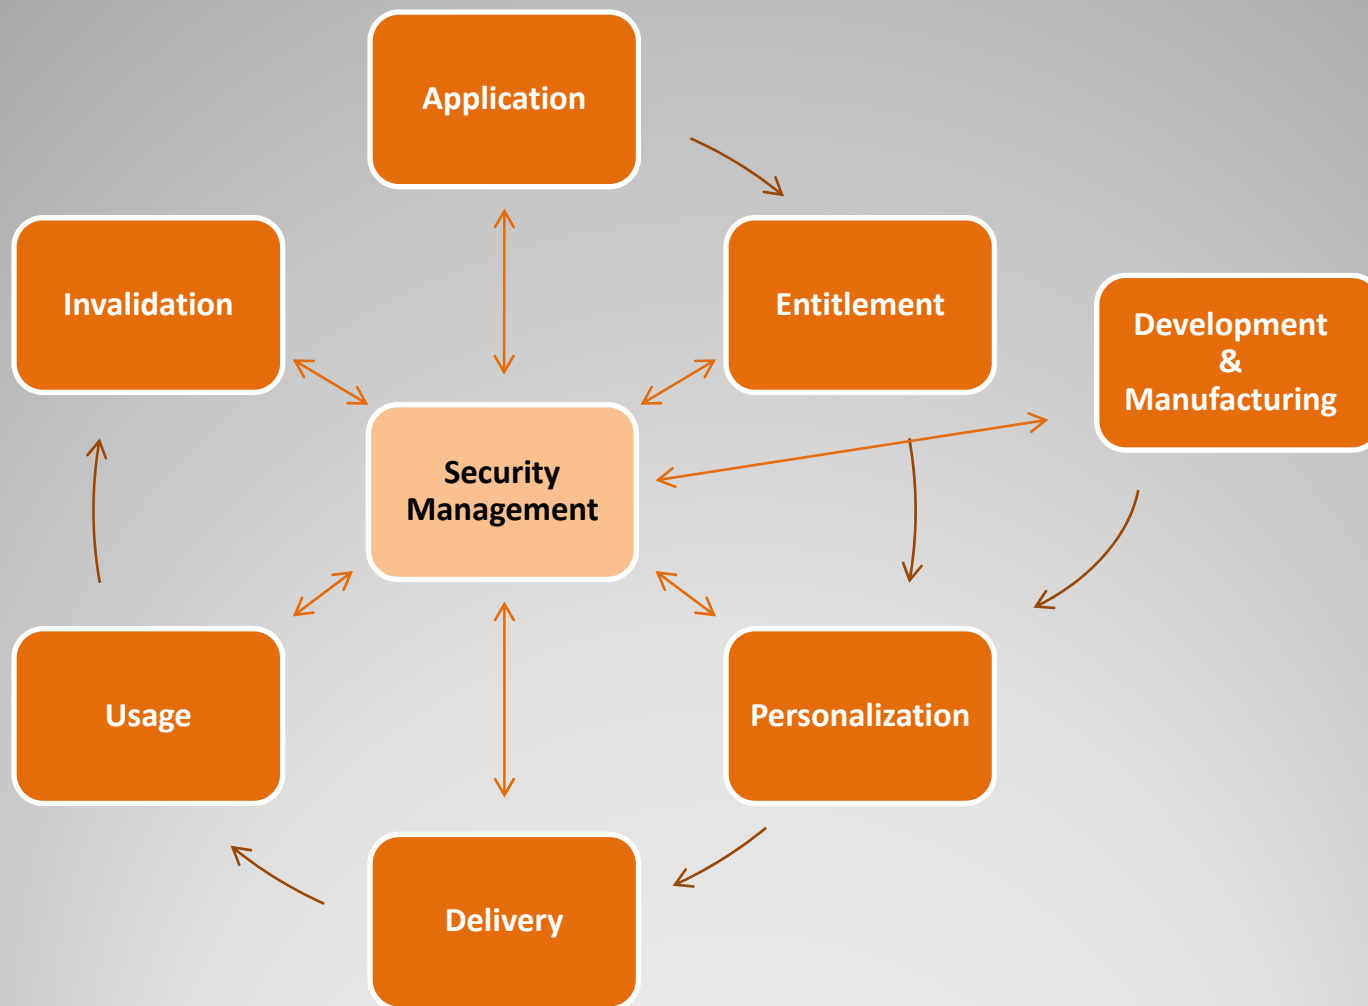 Application
Invalidation
Entitlement
Development
&
Manufacturing
Security
Management
Usage
Personalization
Delivery